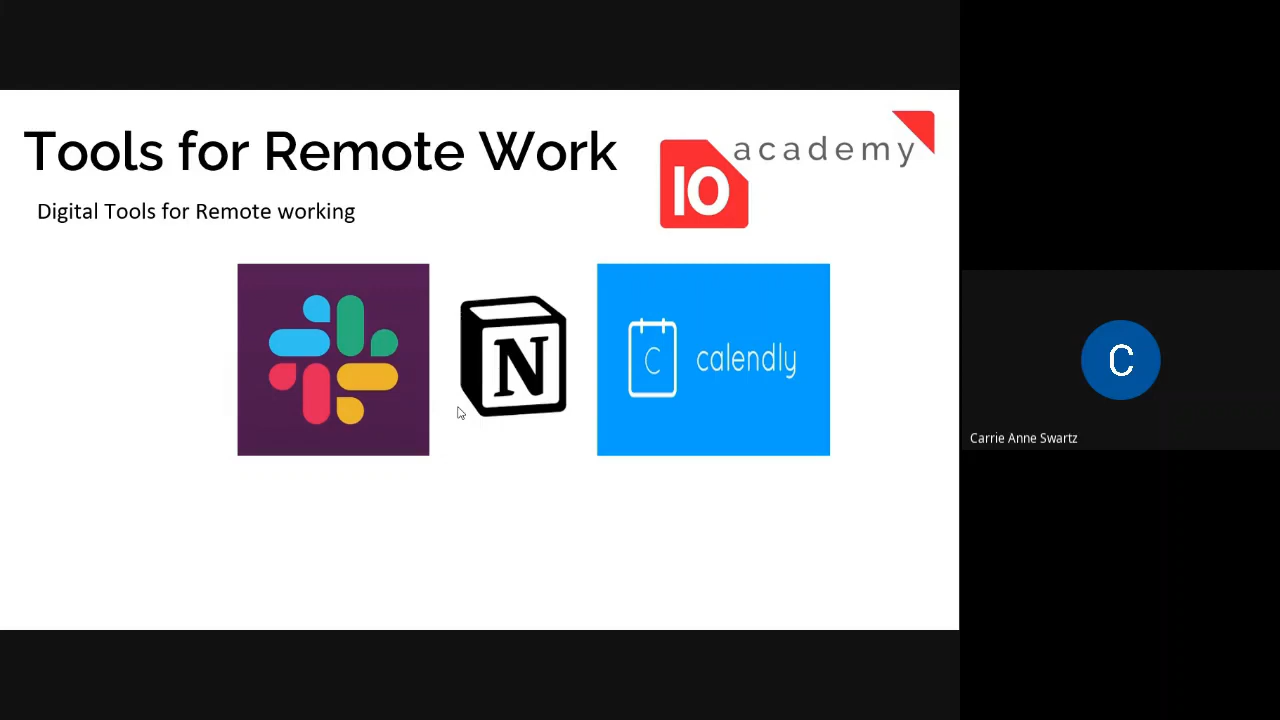 Tools for Remote Work
academy
IO
Digital Tools for Remote working
N
C calendly
C
Carrie Anne Swartz